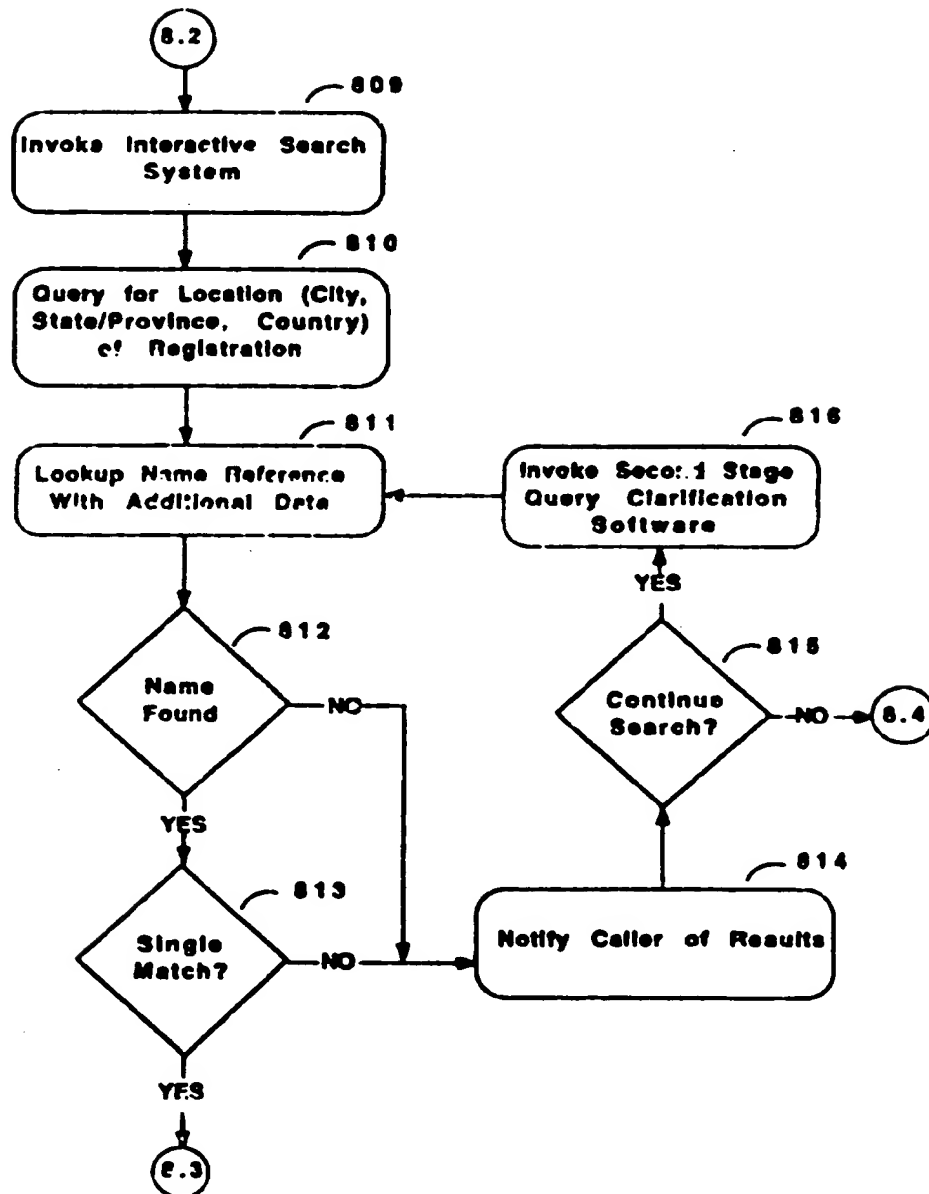 8.2
809
Invoke Interactive Search
System
810
Query for Location (City,
State/Province, Country)
of Registration
811
Lookup Name Reference
With Additional Data
816
Invoke Second Stage
Query Clarification
Software
YES
812
Name
Found
NO
815
Continue
Search?
NO
8.4
YES
813
Single
Match?
NO
814
Notify Caller of Results
YES
8.3